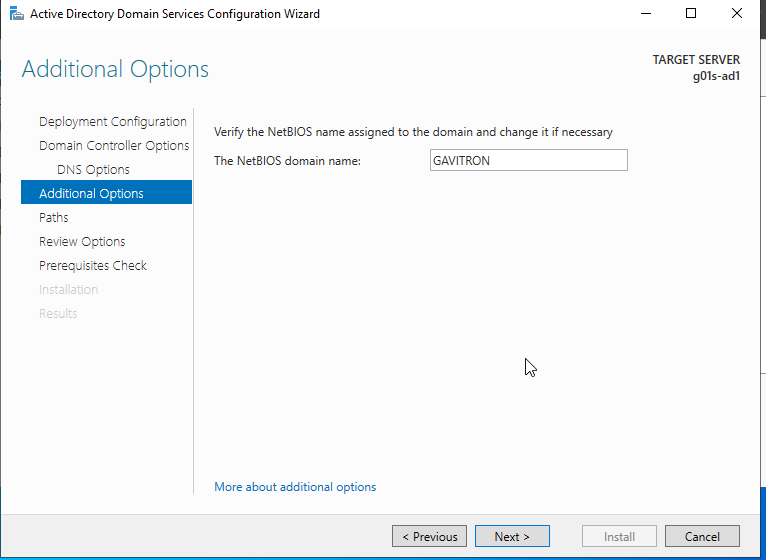 Active Directory Domain Services Configuration Wizard
Additional Options
TARGET SERVER
g01s-ad1
Deployment Configuration
Domain Controller Options
DNS Options
Additional Options
Paths
Review Options
Prerequisites Check
Installation
Results
Verify the NetBIOS name assigned to the domain and change it if necessary
The NetBIOS domain name: GAVITRON
More about additional options
< Previous Next > Install Cancel